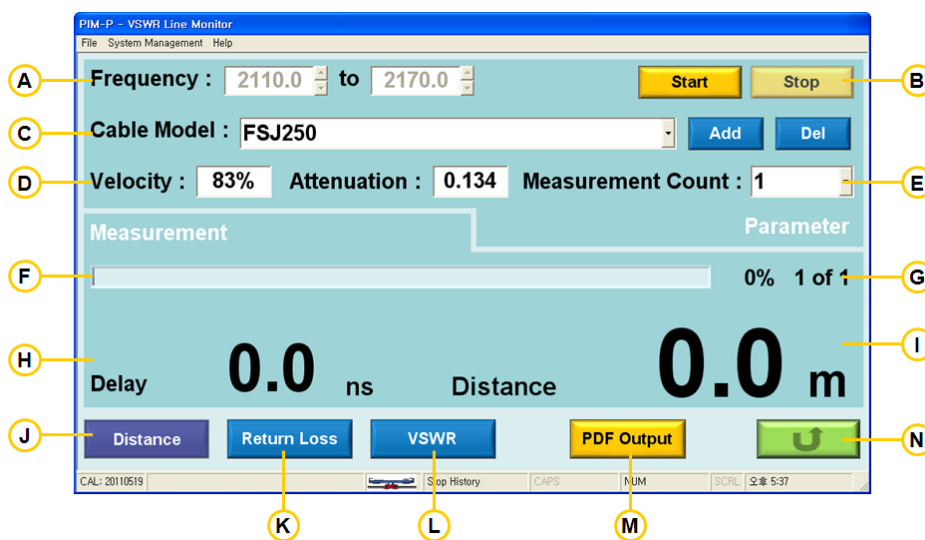 PIM-P - VSWR Line Monitor
File System Management Help
A Frequency : 2110.0 to 2170.0 Start Stop B
C Cable Model : FSJ250 Add Del
D Velocity : 83% Attenuation : 0.134 Measurement Count : 1 E
Measurement Parameter
F 0% 1 of 1 G
H Delay 0.0 ns Distance 0.0 m I
J Distance Return Loss VSWR PDF Output N
CAL: 20110519 Stop History CAPS NUM SCRL 오후 5:37
K L M